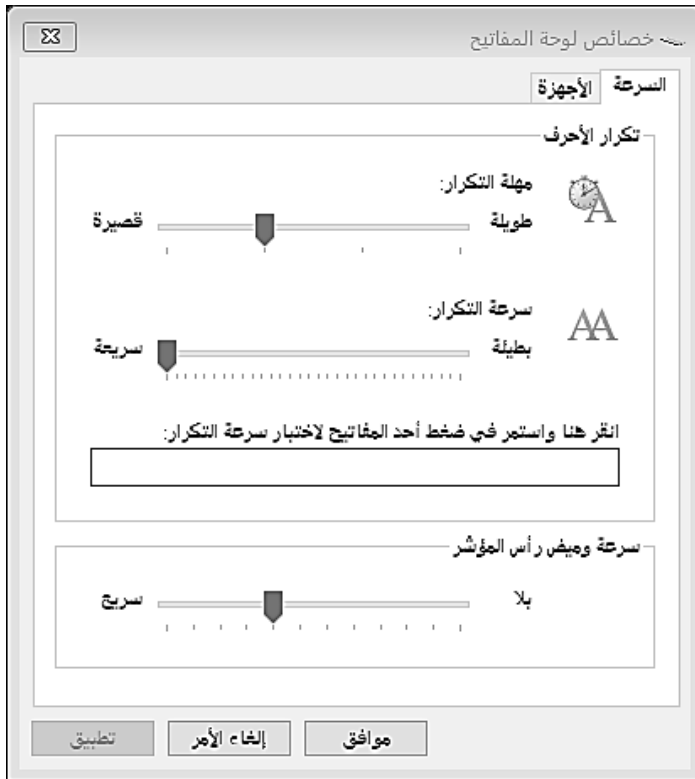 خصائص لوحة المفاتيح
السرعة
الأجهزة
تكرار الأحرف
مهلة التكرار:
طويلة
قصيرة
سرعة التكرار:
بطيئة
سريعة
انقر هنا واستمر في ضغط أحد المفاتيح لاختبار سرعة التكرار:
سرعة وميض رأس المؤشر
بلا
سريع
موافق
إلغاء الأمر
تطبيق